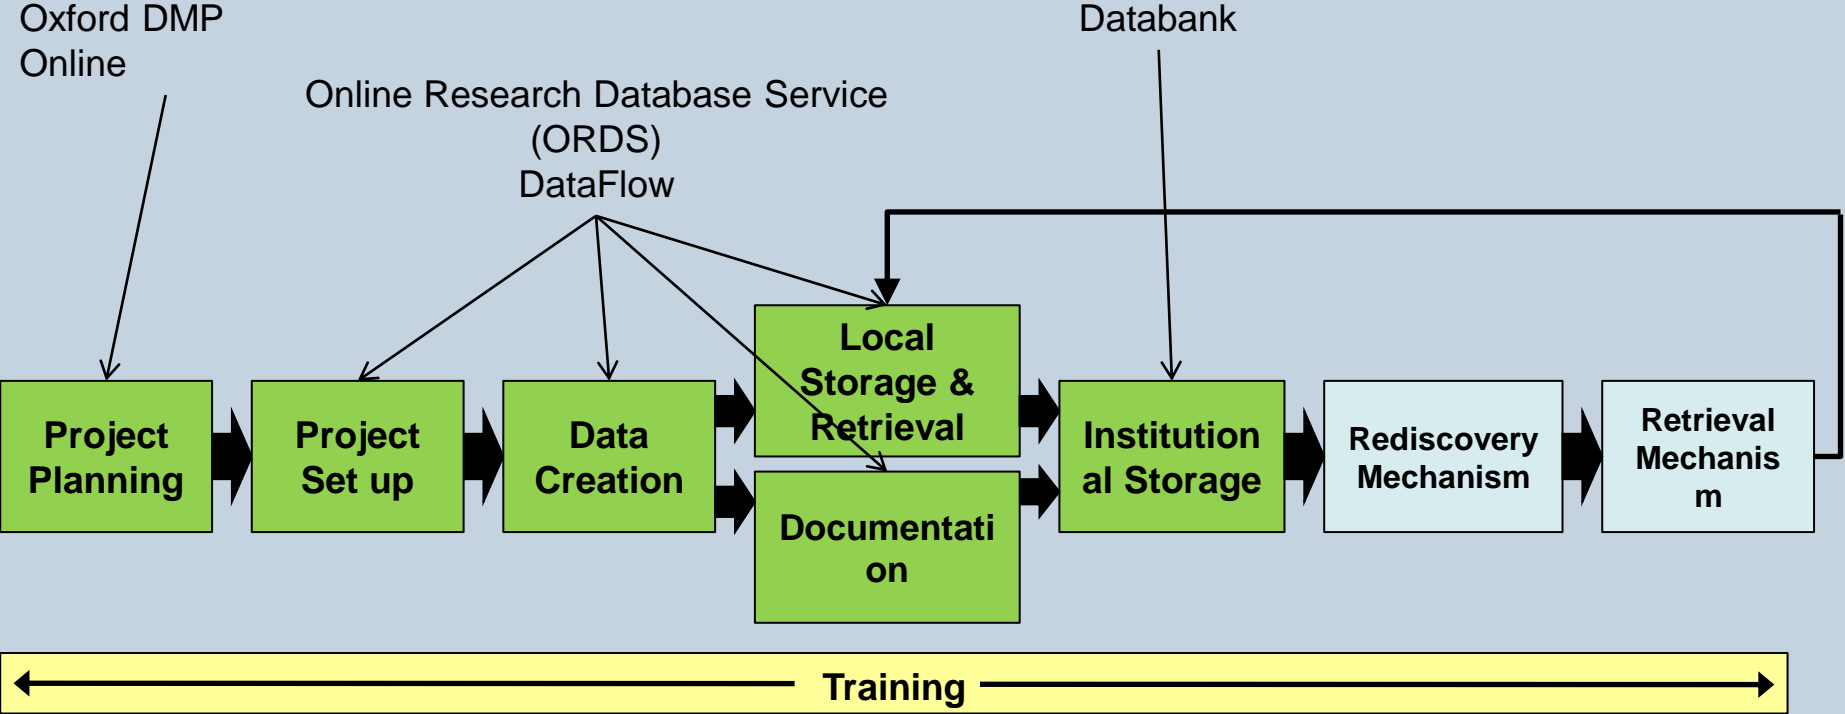 Oxford DMP
Online
Databank
Online Research Database Service
(ORDS)
DataFlow
Project
Planning
Project
Set up
Data
Creation
Local
Storage &
Retrieval
Documentati
on
Institution
al Storage
Rediscovery
Mechanism
Retrieval
Mechanis
m
Training